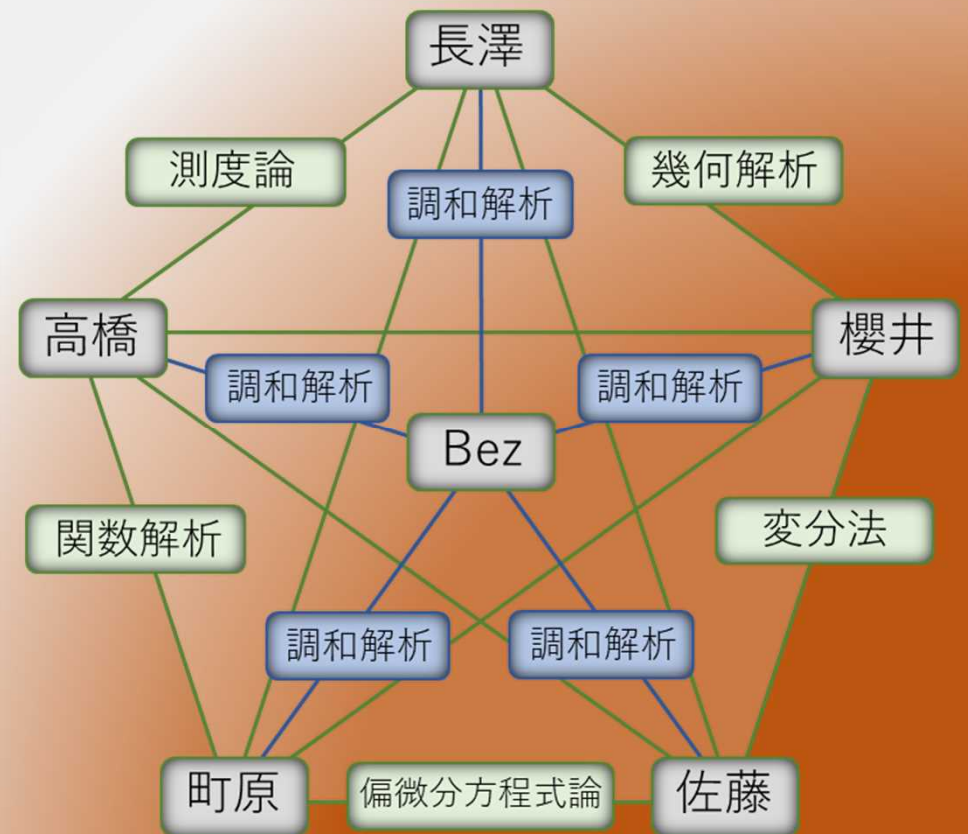 長澤
測度論
幾何解析
調和解析
高橋
櫻井
調和解析
調和解析
Bez
関数解析
変分法
調和解析
調和解析
町原
偏微分方程式論
佐藤